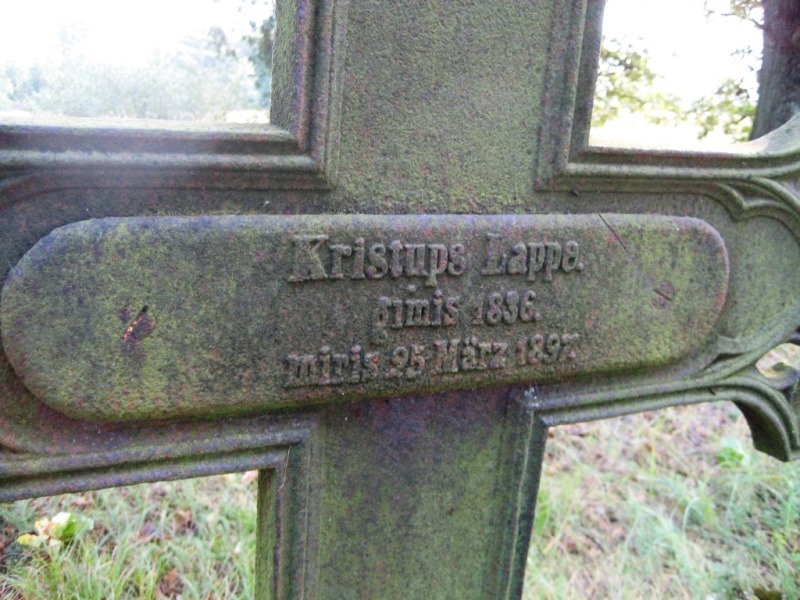 Kristups Lappe.
gimis 1836.
miris 25 März 1897